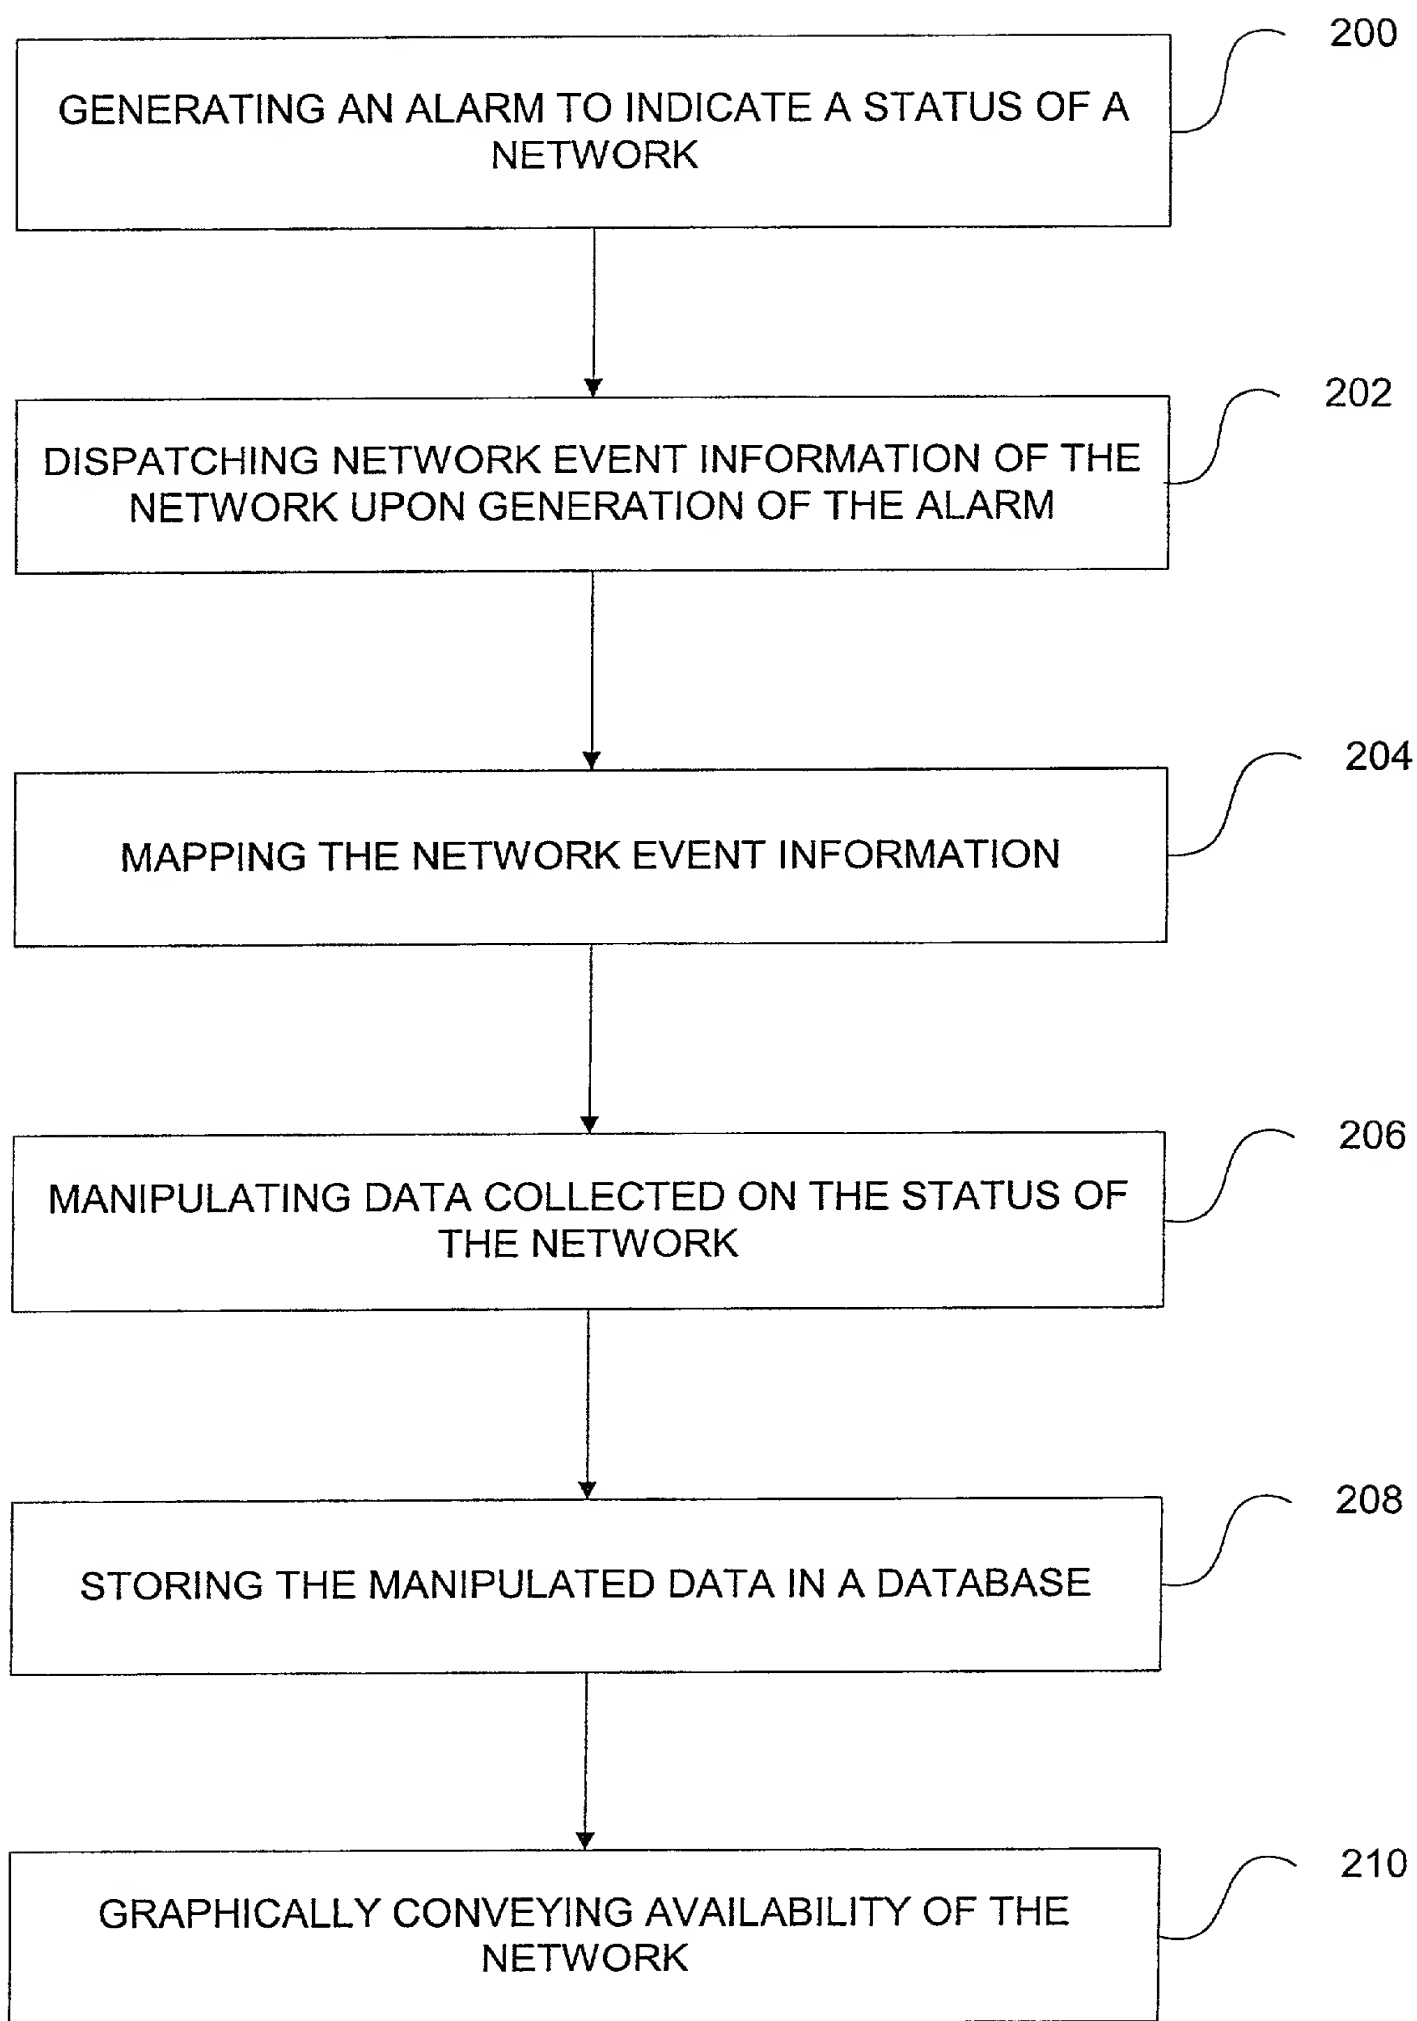 200
GENERATING AN ALARM TO INDICATE A STATUS OF A
NETWORK
202
DISPATCHING NETWORK EVENT INFORMATION OF THE
NETWORK UPON GENERATION OF THE ALARM
204
MAPPING THE NETWORK EVENT INFORMATION
206
MANIPULATING DATA COLLECTED ON THE STATUS OF
THE NETWORK
208
STORING THE MANIPULATED DATA IN A DATABASE
210
GRAPHICALLY CONVEYING AVAILABILITY OF THE
NETWORK